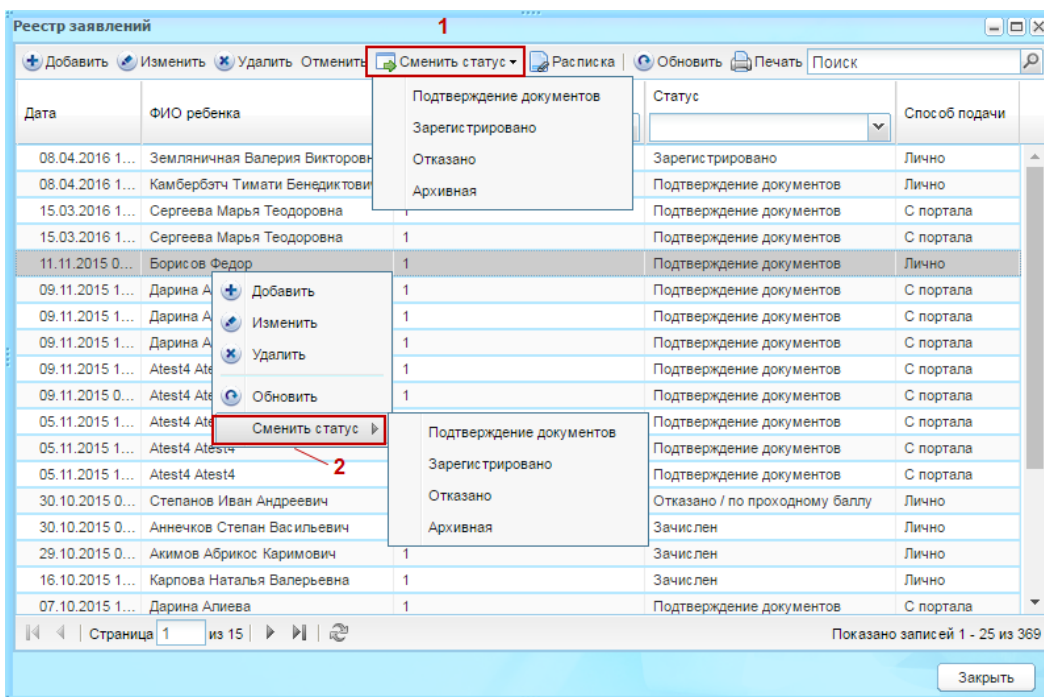 Реестр заявлений
1
Добавить Изменить Удалить Отменить Сменить статус Расписка Обновить Печать Поиск
Подтверждение документов
Зарегистрировано
Отказано
Архивная
Дата ФИО ребенка Статус Способ подачи
08.04.2016 1... Земляничная Валерия Викторовн Зарегистрировано Лично
08.04.2016 1... Камбербэтч Тимати Бенедиктови Подтверждение документов Лично
15.03.2016 1... Сергеева Марья Теодоровна 1 Подтверждение документов С портала
15.03.2016 1... Сергеева Марья Теодоровна 1 Подтверждение документов С портала
11.11.2015 0... Борисов Федор 1 Подтверждение документов Лично
09.11.2015 1... Дарина А 1 Подтверждение документов С портала
09.11.2015 1... Дарина А 1 Подтверждение документов С портала
09.11.2015 1... Дарина А 1 Подтверждение документов С портала
09.11.2015 1... Atest4 Ate 1 Подтверждение документов С портала
09.11.2015 0... Atest4 Ate 1 Подтверждение документов С портала
05.11.2015 1... Atest4 Ate Подтверждение документов С портала
05.11.2015 1... Atest4 Atest4 Подтверждение документов С портала
05.11.2015 1... Atest4 Atest4 Подтверждение документов С портала
30.10.2015 0... Степанов Иван Андреевич Отказано / по проходному баллу Лично
30.10.2015 0... Аннечков Степан Васильевич Зачислен Лично
29.10.2015 0... Акимов Абрикос Каримович 1 Зачислен Лично
16.10.2015 1... Карпова Наталья Валерьевна 1 Зачислен Лично
07.10.2015 1... Дарина Алиева 1 Подтверждение документов С портала
Добавить
Изменить
Удалить
Обновить
Сменить статус
2
Подтверждение документов
Зарегистрировано
Отказано
Архивная
Страница 1 из 15 Показано записей 1 - 25 из 369
Закрыть